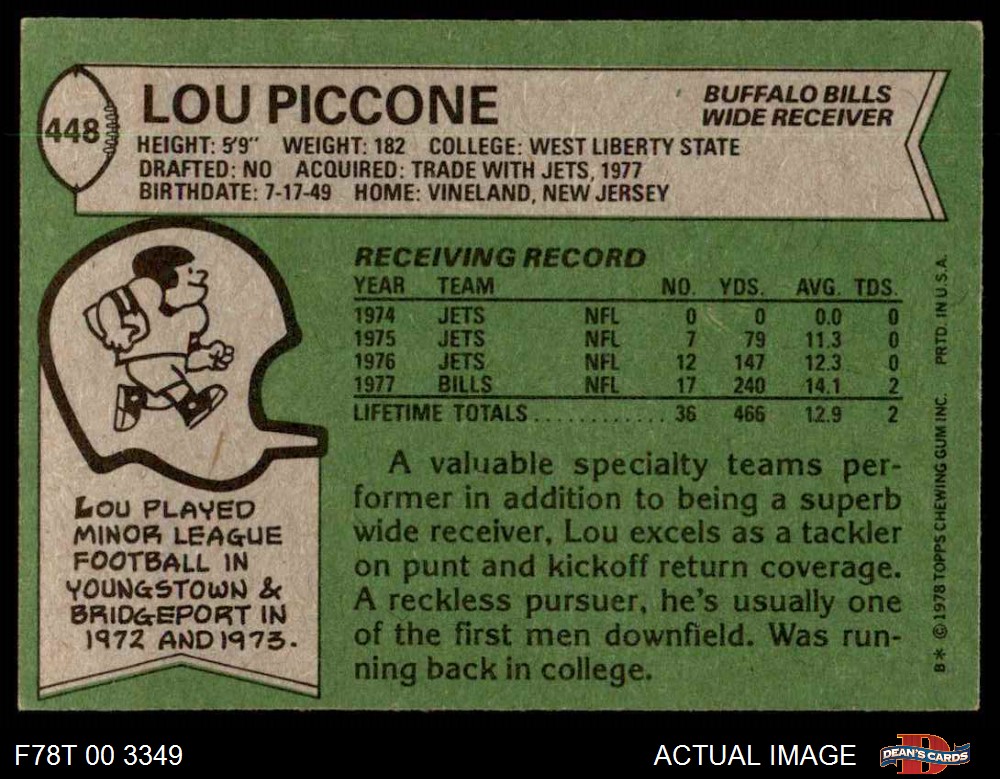 448
LOU PICCONE
BUFFALO BILLS
WIDE RECEIVER
HEIGHT: 5'9" WEIGHT: 182 COLLEGE: WEST LIBERTY STATE
DRAFTED: NO ACQUIRED: TRADE WITH JETS, 1977
BIRTHDATE: 7-17-49 HOME: VINELAND, NEW JERSEY
RECEIVING RECORD
YEAR TEAM NO. YDS. AVG. TDS.
1974 JETS NFL 0 0 0.0 0
1975 JETS NFL 7 79 11.3 0
1976 JETS NFL 12 147 12.3 0
1977 BILLS NFL 17 240 14.1 2
LIFETIME TOTALS............ 36 466 12.9 2
A valuable specialty teams per-
former in addition to being a superb
wide receiver, Lou excels as a tackler
on punt and kickoff return coverage.
A reckless pursuer, he's usually one
of the first men downfield. Was run-
ning back in college.
LOU PLAYED
MINOR LEAGUE
FOOTBALL IN
YOUNGSTOWN &
BRIDGEPORT IN
1972 AND 1973.
B* © 1978 TOPPS CHEWING GUM INC. PRTD. IN U.S.A.
F78T 00 3349
ACTUAL IMAGE
D
DEAN'S CARDS